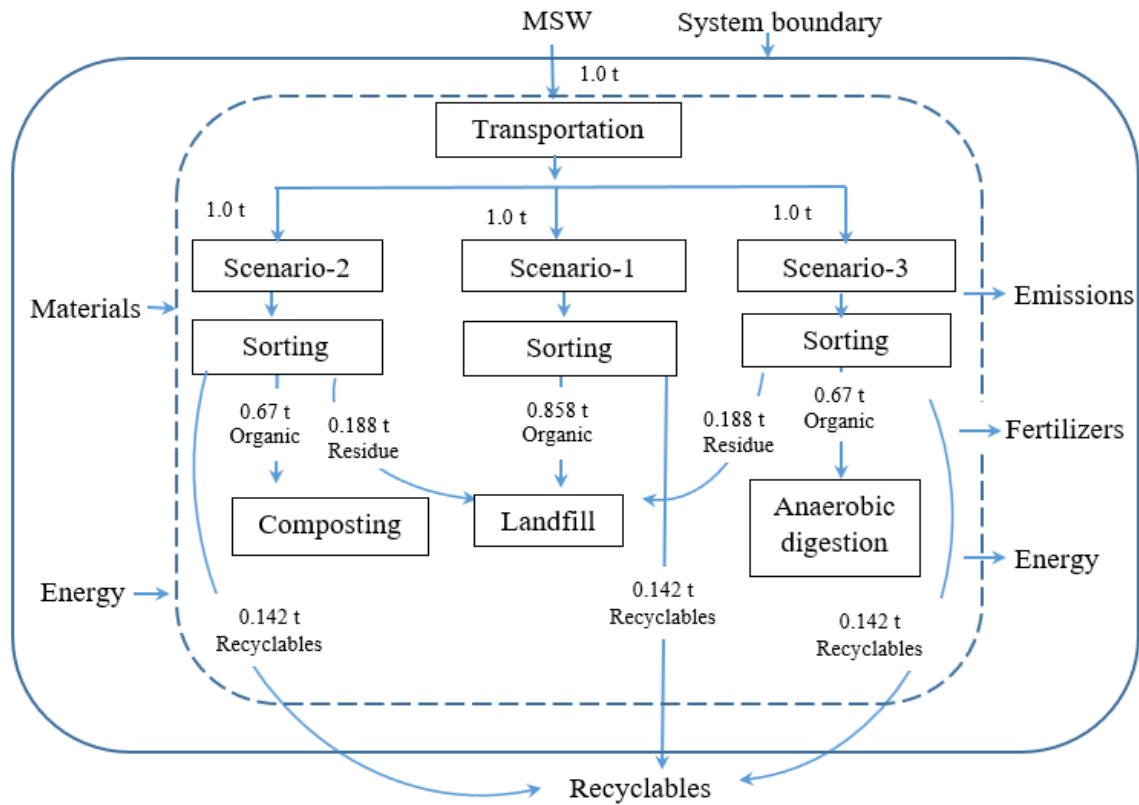 MSW
System boundary
1.0 t
Transportation
1.0 t
1.0 t
1.0 t
Scenario-2
Scenario-1
Scenario-3
Materials
Emissions
Sorting
Sorting
Sorting
0.67 t
Organic
0.188 t
Residue
0.858 t
Organic
0.188 t
Residue
0.67 t
Organic
Fertilizers
Composting
Landfill
Anaerobic
digestion
Energy
Energy
0.142 t
Recyclables
0.142 t
Recyclables
0.142 t
Recyclables
Recyclables